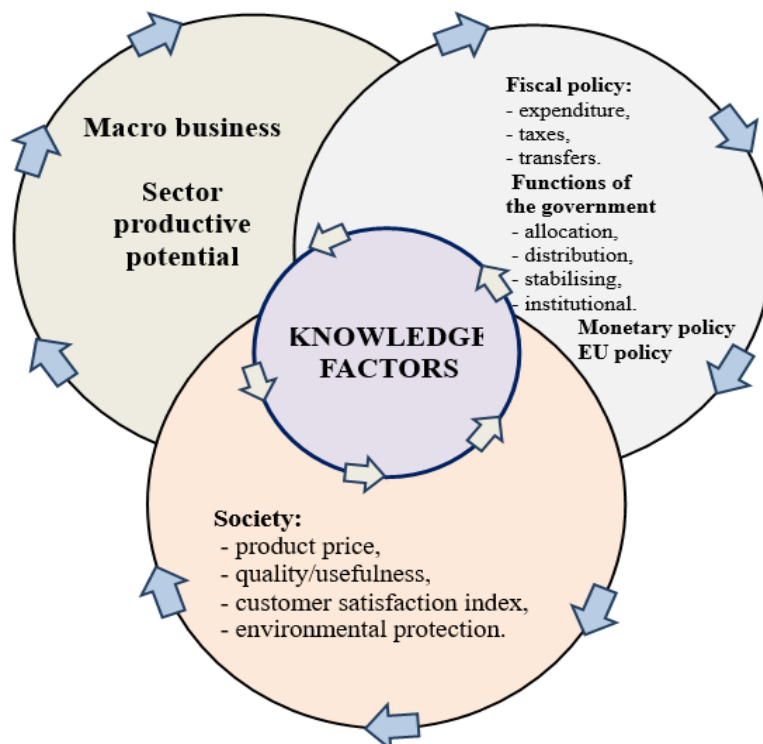 Macro business
Sector
productive
potential
Fiscal policy:
- expenditure,
- taxes,
- transfers.
Functions of
the government
- allocation,
- distribution,
- stabilising,
- institutional.
Monetary policy
EU policy
KNOWLEDGE
FACTORS
Society:
- product price,
- quality/usefulness,
- customer satisfaction index,
- environmental protection.